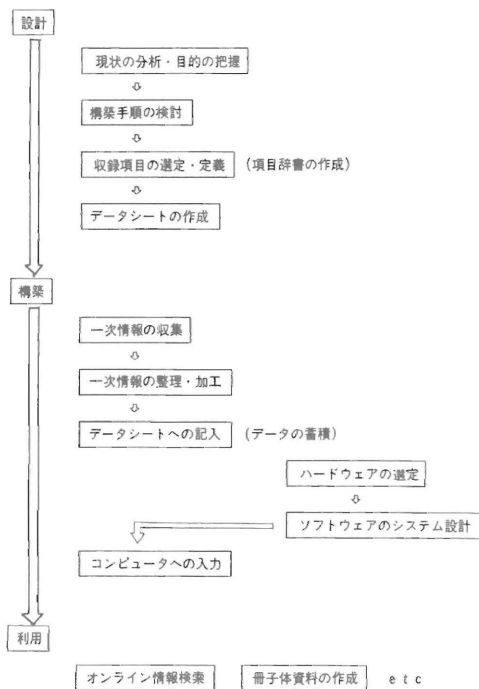 設計
現状の分析・目的の把握
構築手順の検討
収録項目の選定・定義 (項目辞書の作成)
データシートの作成
構築
一次情報の収集
一次情報の整理・加工
データシートへの記入 (データの蓄積)
ハードウェアの選定
ソフトウェアのシステム設計
コンピュータへの入力
利用
オンライン情報検索 冊子体資料の作成 etc